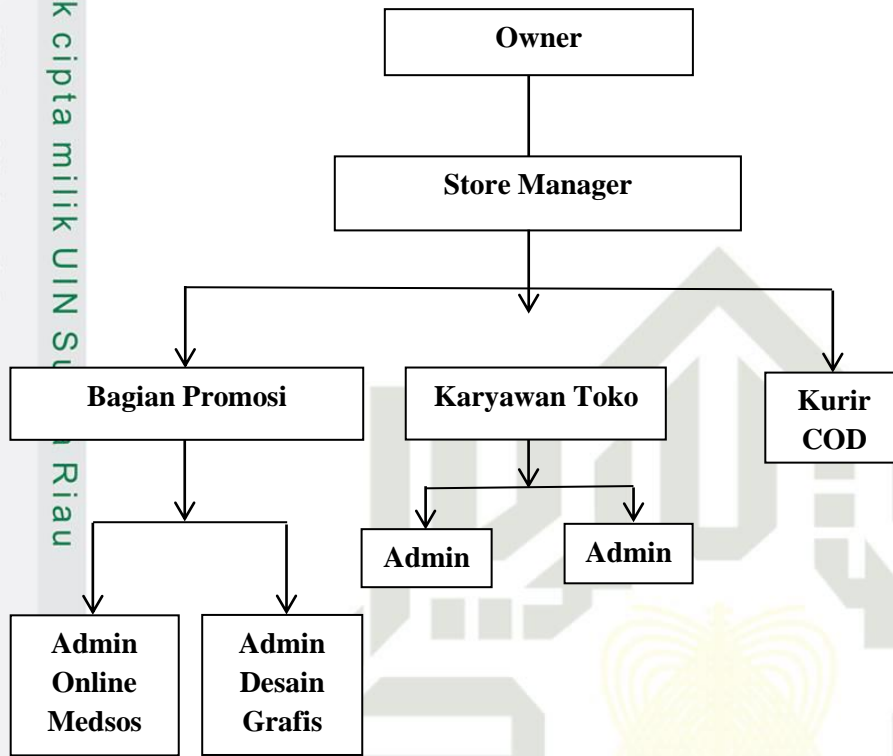 Owner
Store Manager
Bagian Promosi
Karyawan Toko
Kurir
COD
Admin
Admin
Admin
Online
Medsos
Admin
Desain
Grafis
k cipta milik UIN Su
Riau